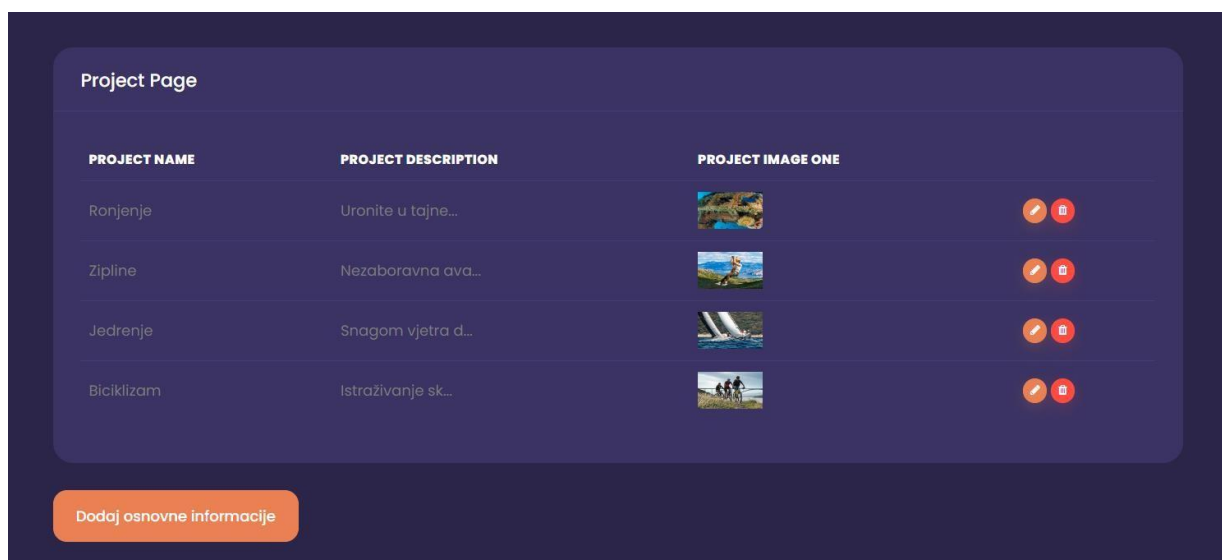 Project Page
PROJECT NAME PROJECT DESCRIPTION PROJECT IMAGE ONE
Ronjenje Uronite u tajne...
Zipline Nezaboravna ava...
Jedrenje Snagom vjetra d...
Biciklizam Istraživanje sk...
Dodaj osnovne informacije